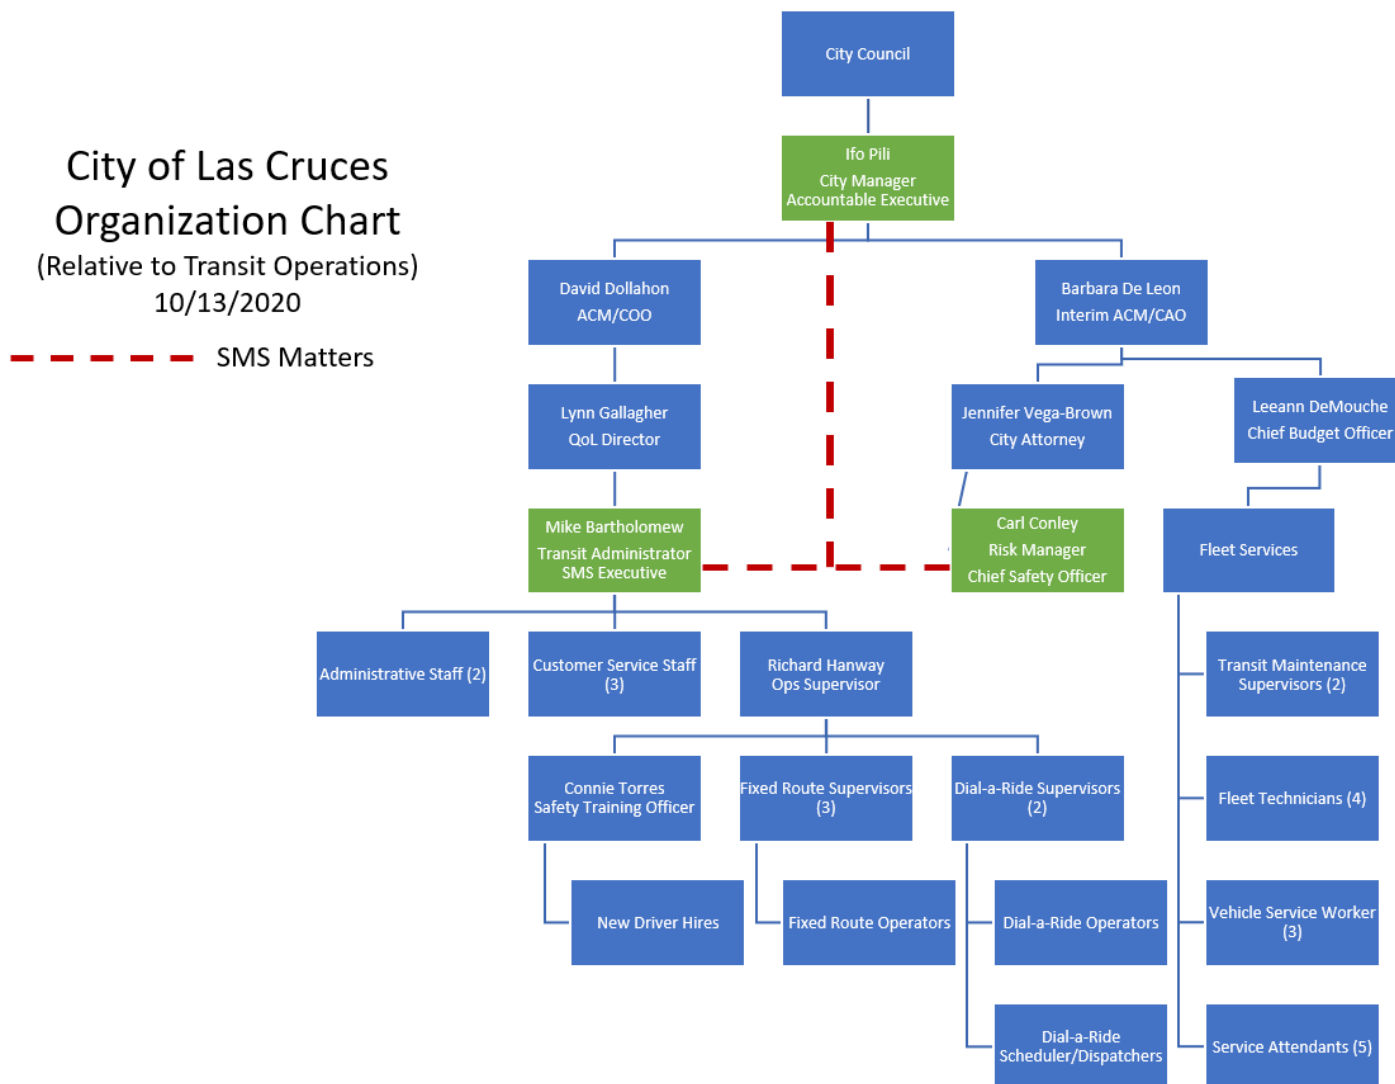 City Council
Ifo Pili
City Manager
Accountable Executive
City of Las Cruces
Organization Chart
(Relative to Transit Operations)
10/13/2020
SMS Matters
David Dollahon
ACM/COO
Barbara De Leon
Interim ACM/CAO
Lynn Gallagher
QoL Director
Jennifer Vega-Brown
City Attorney
Leeann DeMouche
Chief Budget Officer
Mike Bartholomew
Transit Administrator
SMS Executive
Carl Conley
Risk Manager
Chief Safety Officer
Fleet Services
Administrative Staff (2)
Customer Service Staff
(3)
Richard Hanway
Ops Supervisor
Transit Maintenance
Supervisors (2)
Connie Torres
Safety Training Officer
Fixed Route Supervisors
(3)
Dial-a-Ride Supervisors
(2)
Fleet Technicians (4)
New Driver Hires
Fixed Route Operators
Dial-a-Ride Operators
Vehicle Service Worker
(3)
Dial-a-Ride
Scheduler/Dispatchers
Service Attendants (5)